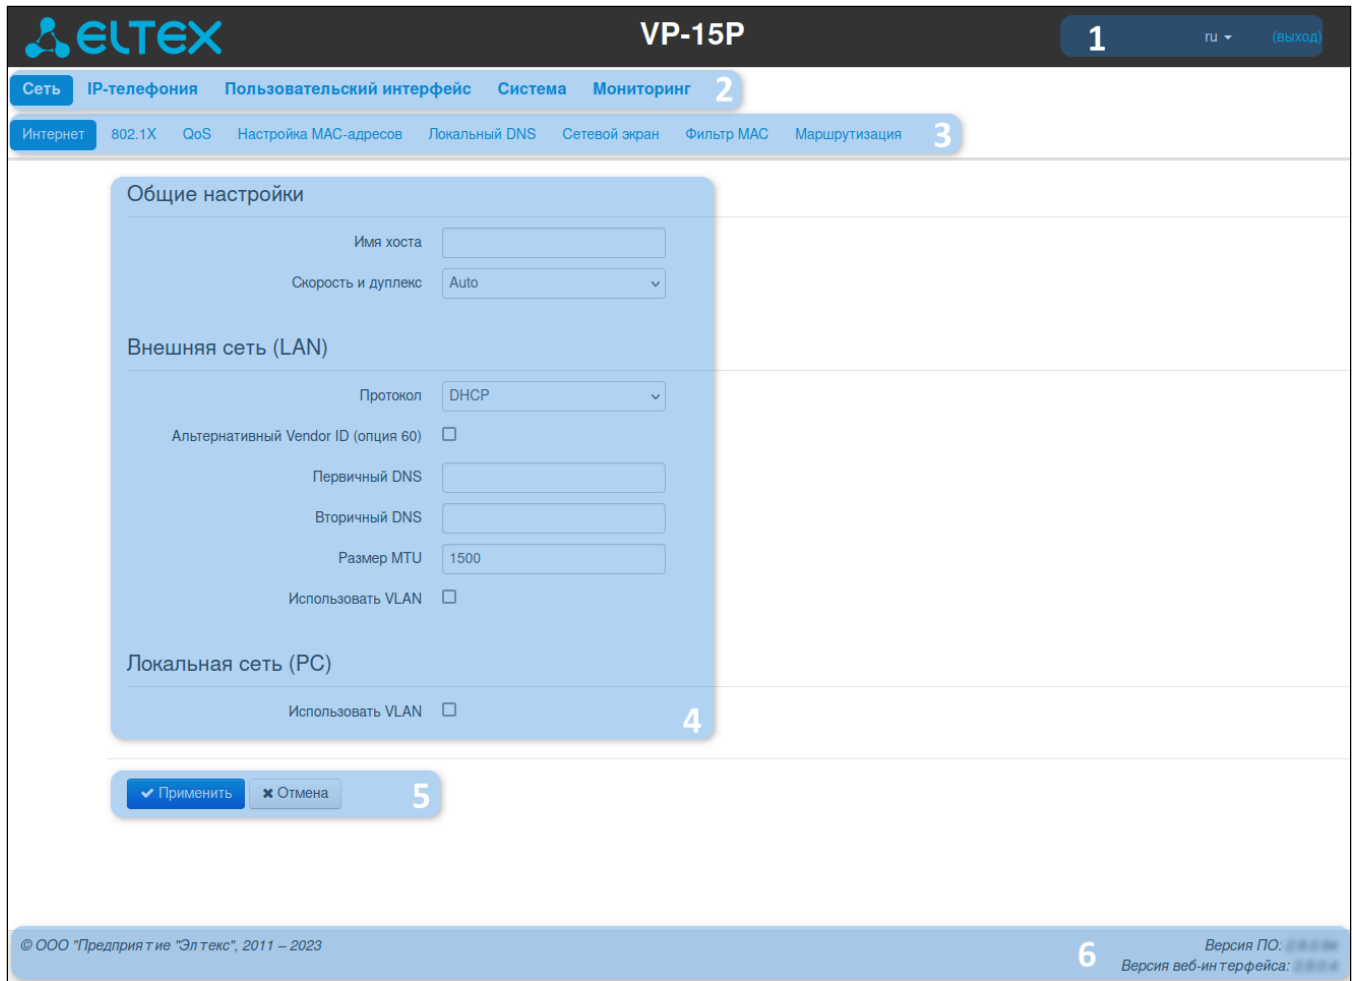 ELTEX VP-15P 1 ru (выход)
Сеть IP-телефония Пользовательский интерфейс Система Мониторинг 2
Интернет 802.1X QoS Настройка MAC-адресов Локальный DNS Сетевой экран Фильтр MAC Маршрутизация 3
Общие настройки
Имя хоста
Скорость и дуплекс Auto
Внешняя сеть (LAN)
Протокол DHCP
Альтернативный Vendor ID (опция 60)
Первичный DNS
Вторичный DNS
Размер MTU 1500
Использовать VLAN
Локальная сеть (PC)
Использовать VLAN
4
Применить Отмена 5
© ООО "Предприятие "Элтекс", 2011 – 2023 6 Версия ПО:
Версия веб-интерфейса: